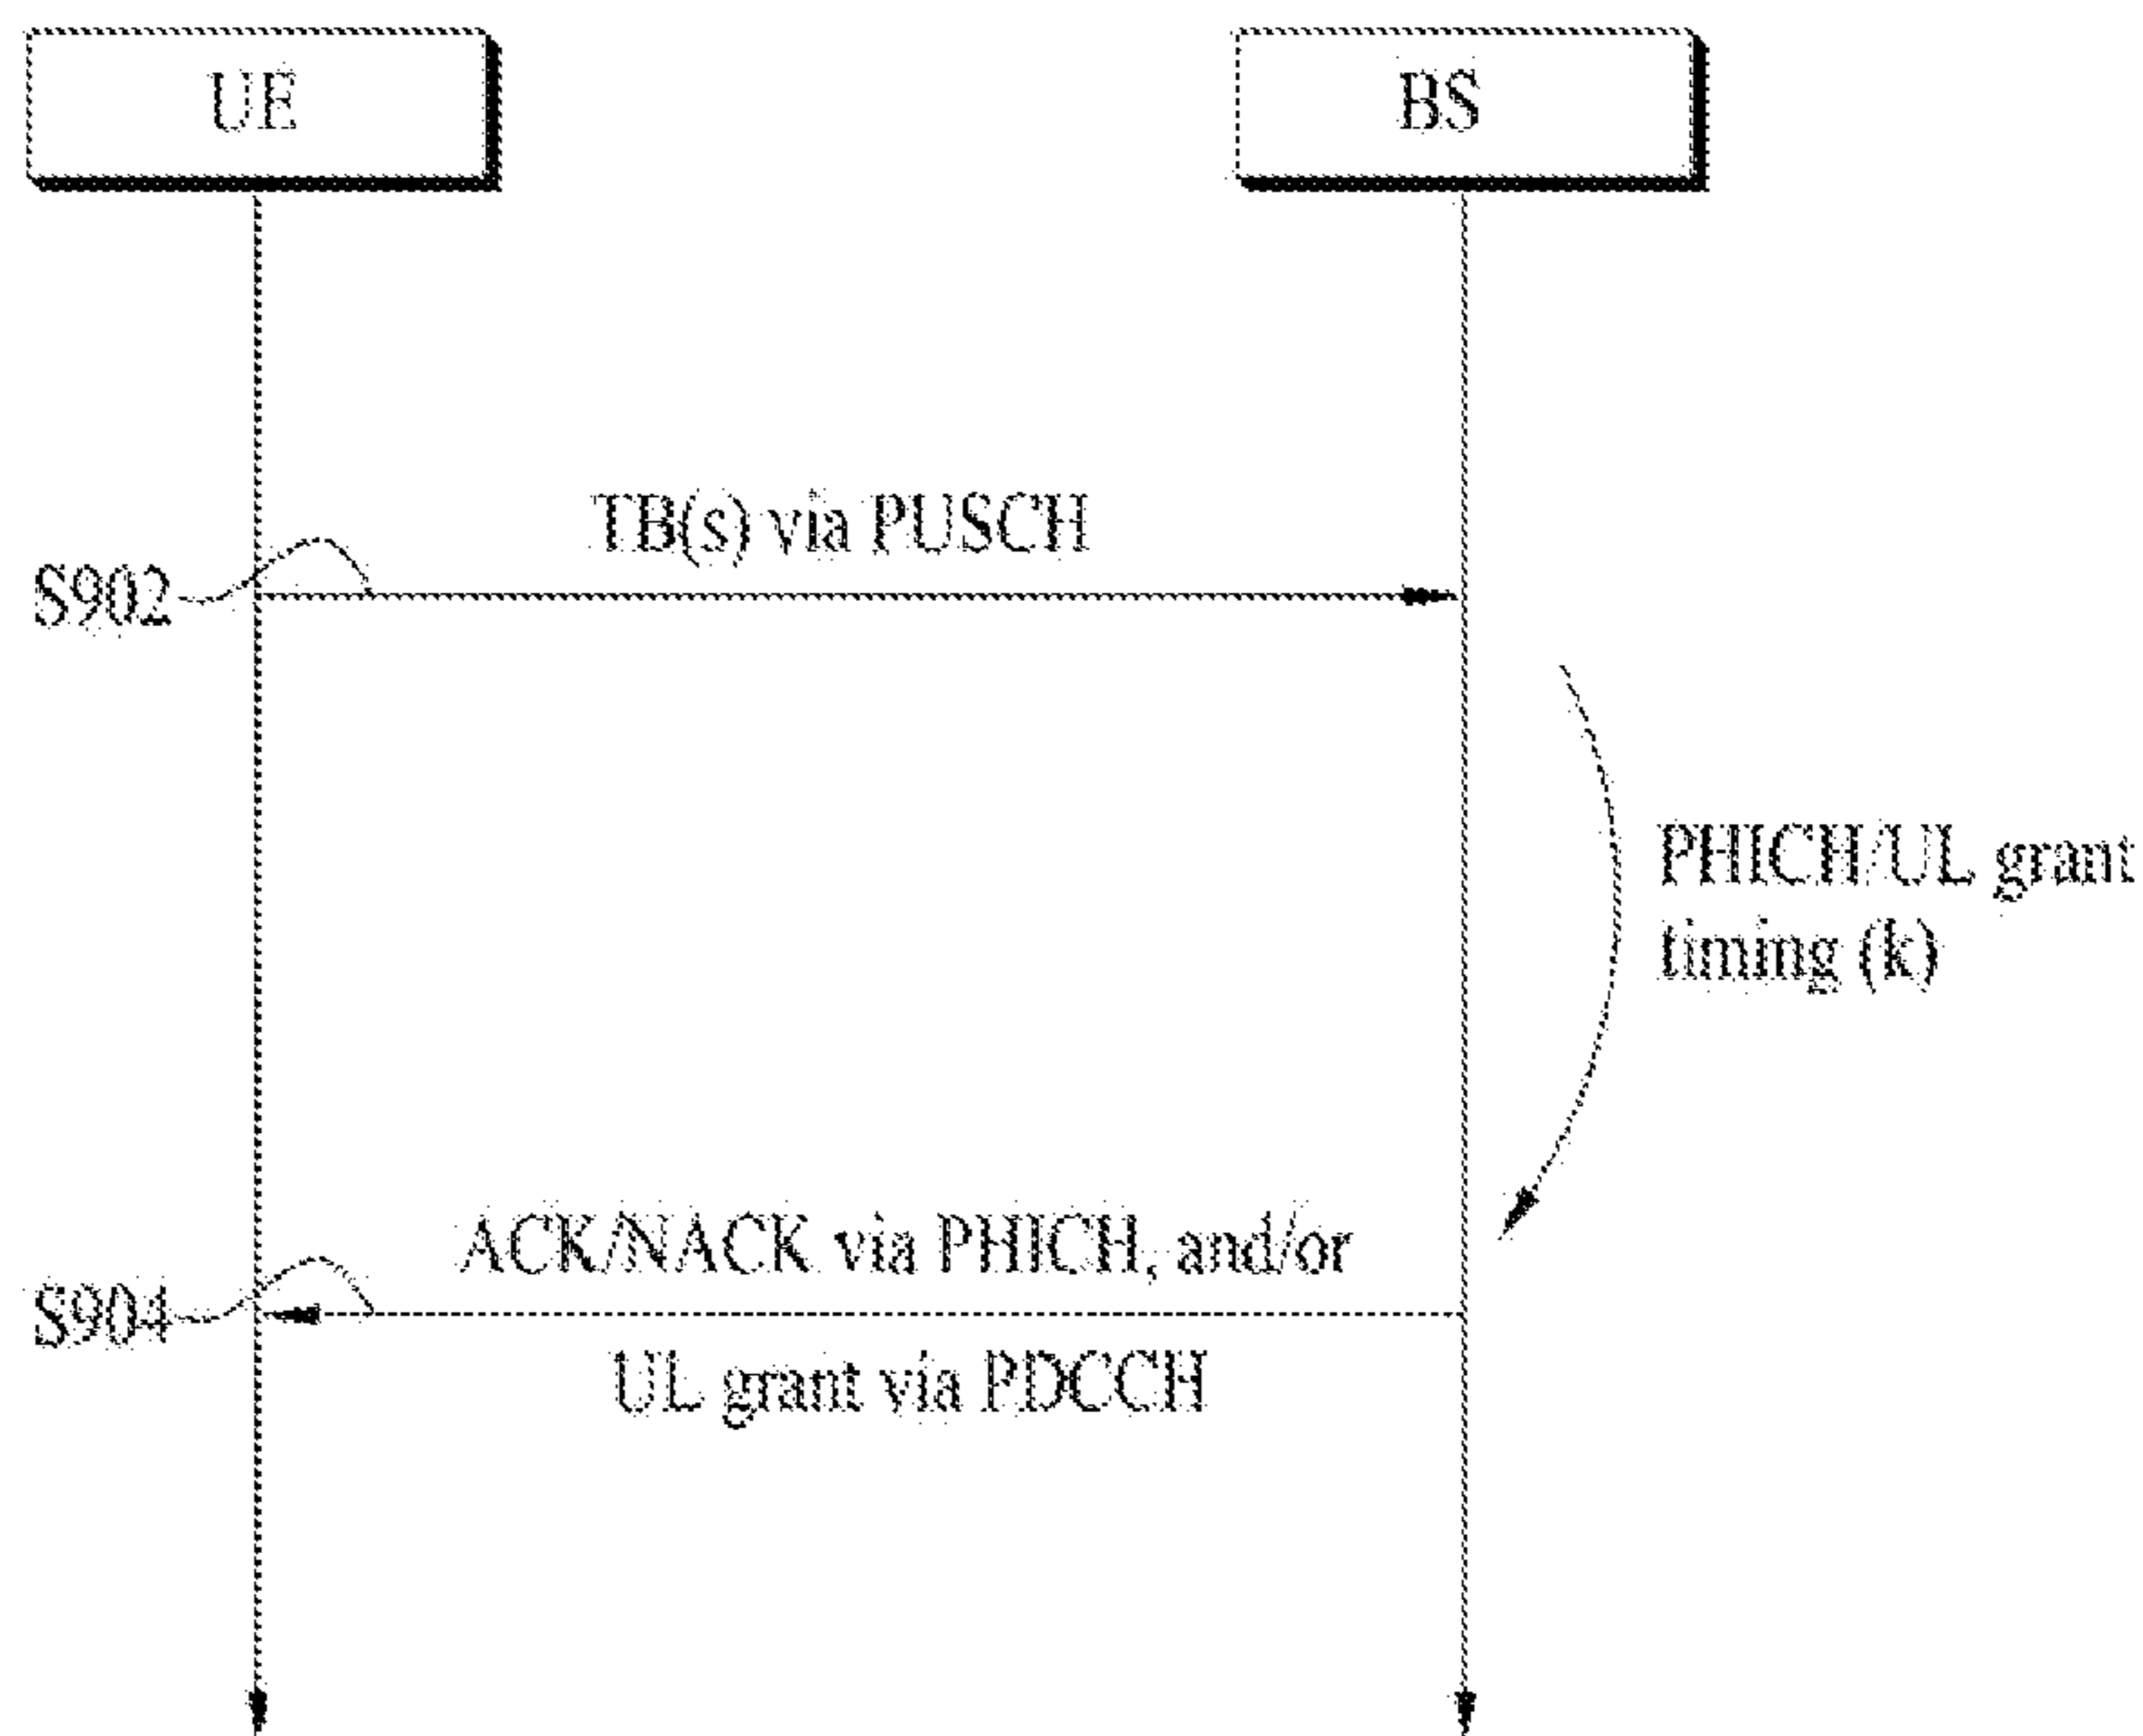 UE
BS
TB(s) via PUSCH
S902
PHICH/UL grant
timing (k)
ACK/NACK via PHICH, and/or
S904
UL grant via PDCCH